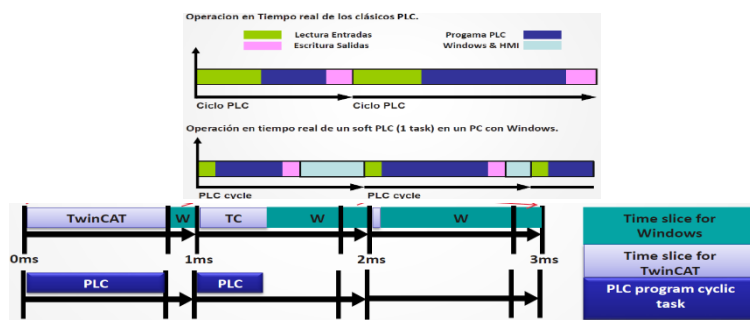 Operacion en Tiempo real de los clásicos PLC.
Lectura Entradas
Progama PLC
Escritura Salidas
Windows & HMI
Ciclo PLC
Ciclo PLC
Operación en tiempo real de un soft PLC (1 task) en un PC con Windows.
PLC cycle
PLC cycle
TwinCAT
W
TC
W
W
0ms
1ms
2ms
3ms
PLC
PLC
Time slice for
Windows
Time slice for
TwinCAT
PLC program cyclic
task